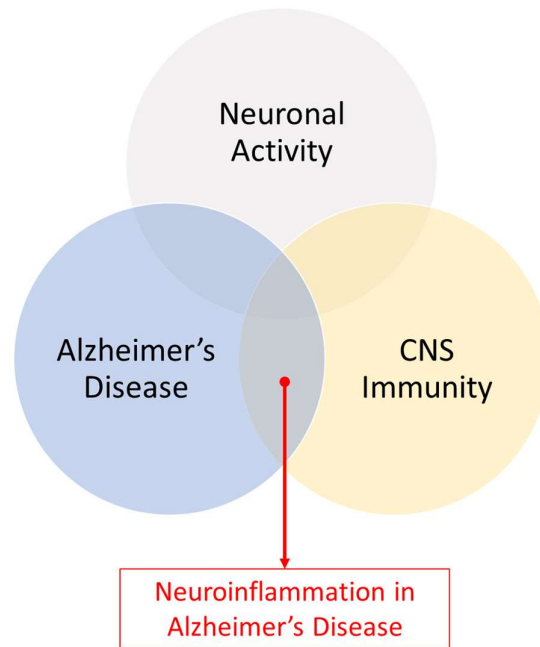 Neuronal
Activity
Alzheimer’s
Disease
CNS
Immunity
Neuroinflammation in
Alzheimer’s Disease